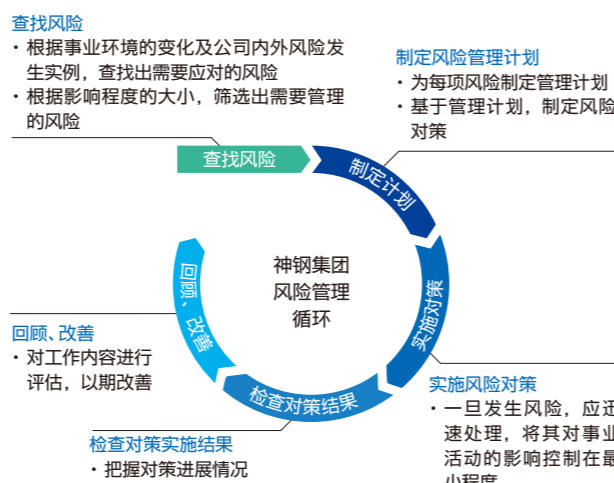 查找风险
・根据事业环境的变化及公司内外风险发
生实例，查找出需要应对的风险
・根据影响程度的大小，筛选出需要管理
的风险
制定风险管理计划
・为每项风险制定管理计划
・基于管理计划，制定风险
对策
查找风险
制定计划
实施对策
检查对策结果
回顾、改善
神钢集团
风险管理
循环
回顾、改善
・对工作内容进行
评估，以期改善
实施风险对策
・一旦发生风险，应迅
速处理，将其对事业
活动的影响控制在最
小程度
检查对策实施结果
・把握对策进展情况